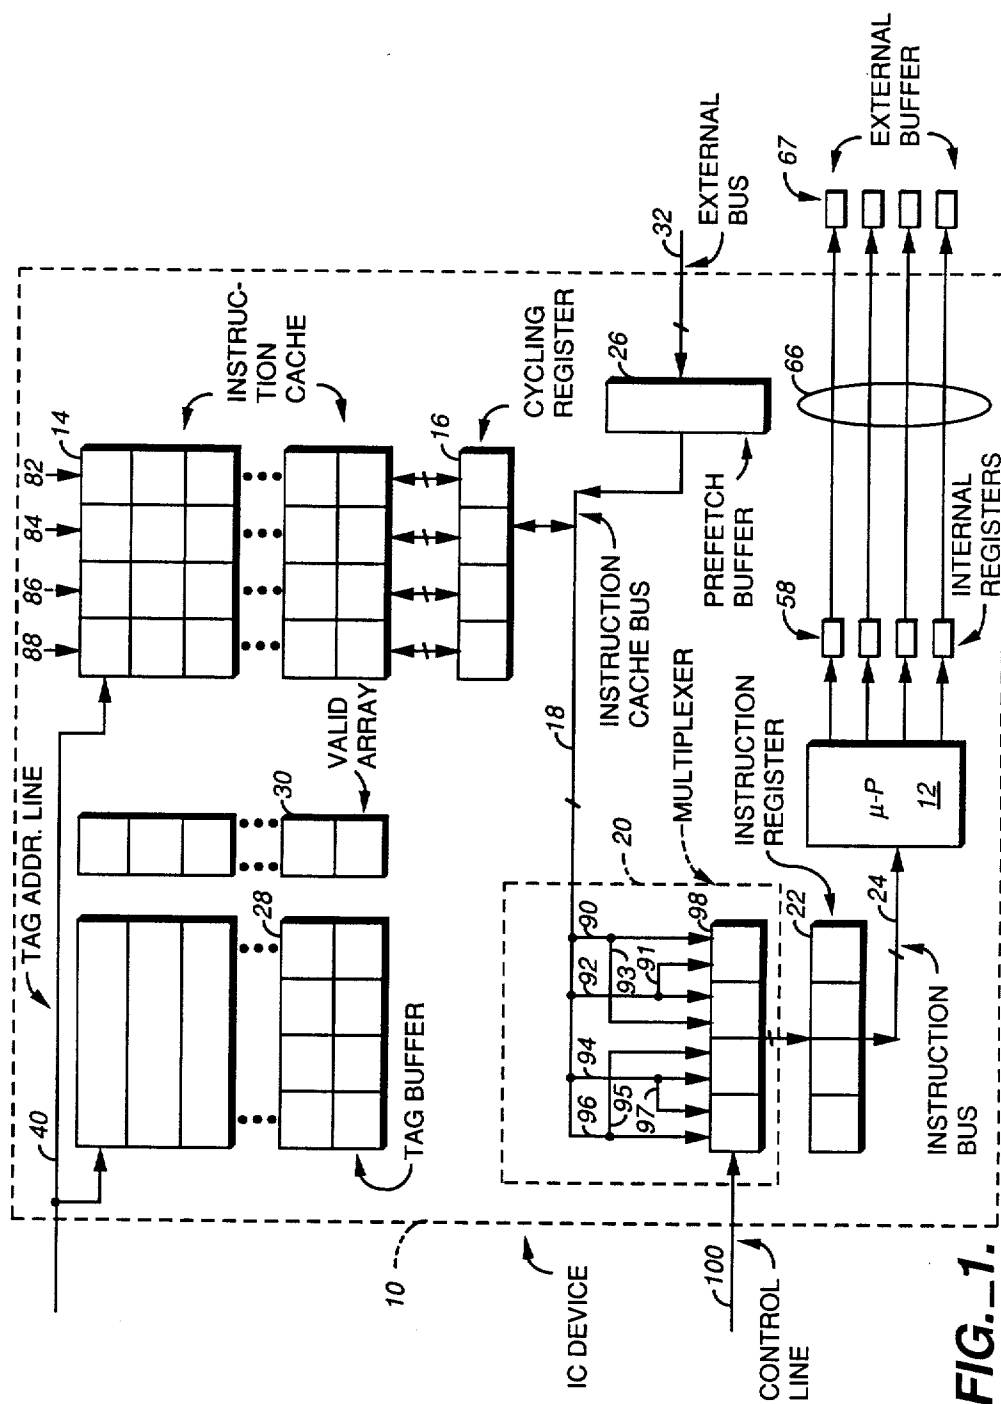 TAG ADDR. LINE
40
88
86
84
82
14
INSTRUC-
TION
CACHE
28
30
VALID
ARRAY
TAG BUFFER
16
CYCLING
REGISTER
10
IC DEVICE
20
MULTIPLEXER
18
INSTRUCTION
CACHE BUS
26
PREFETCH
BUFFER
32
EXTERNAL
BUS
96
94
92
90
95
97
93
91
98
100
CONTROL
LINE
22
INSTRUCTION
REGISTER
24
INSTRUCTION
BUS
μ-P
12
58
INTERNAL
REGISTERS
66
67
EXTERNAL
BUFFER
FIG._1.